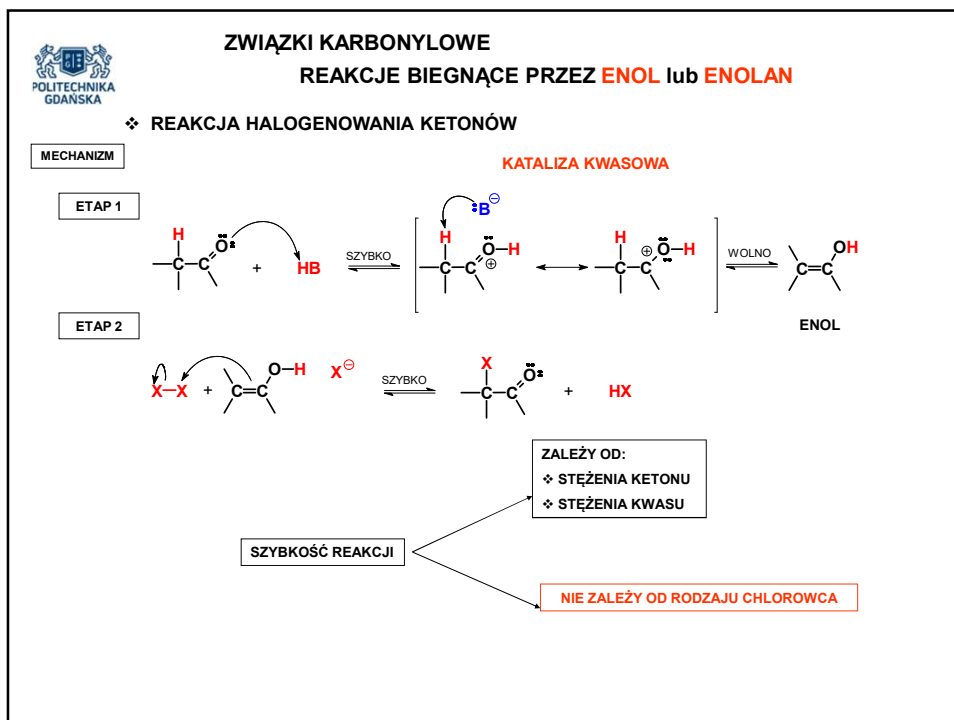 ZWIĄZKI KARBONYLOWE
POLITECHNIKA
GDAŃSKA
REAKCJE BIEGNĄCE PRZEZ ENOL lub ENOLAN
❖ REAKCJA HALOGENOWANIA KETONÓW
MECHANIZM
KATALIZA KWASOWA
ETAP 1
:B⊖
H
C
C
O
+
HB
SZYBKO
H
C
C
O
H
⊕
H
C
C
⊕
O
H
WOLNO
C
C
OH
ENOL
ETAP 2
X
X
+
C
C
O
H
X⊖
SZYBKO
X
C
C
O
+
HX
ZALEŻY OD:
❖ STĘŻENIA KETONU
❖ STĘŻENIA KWASU
SZYBKOŚĆ REAKCJI
NIE ZALEŻY OD RODZAJU CHLOROWCA